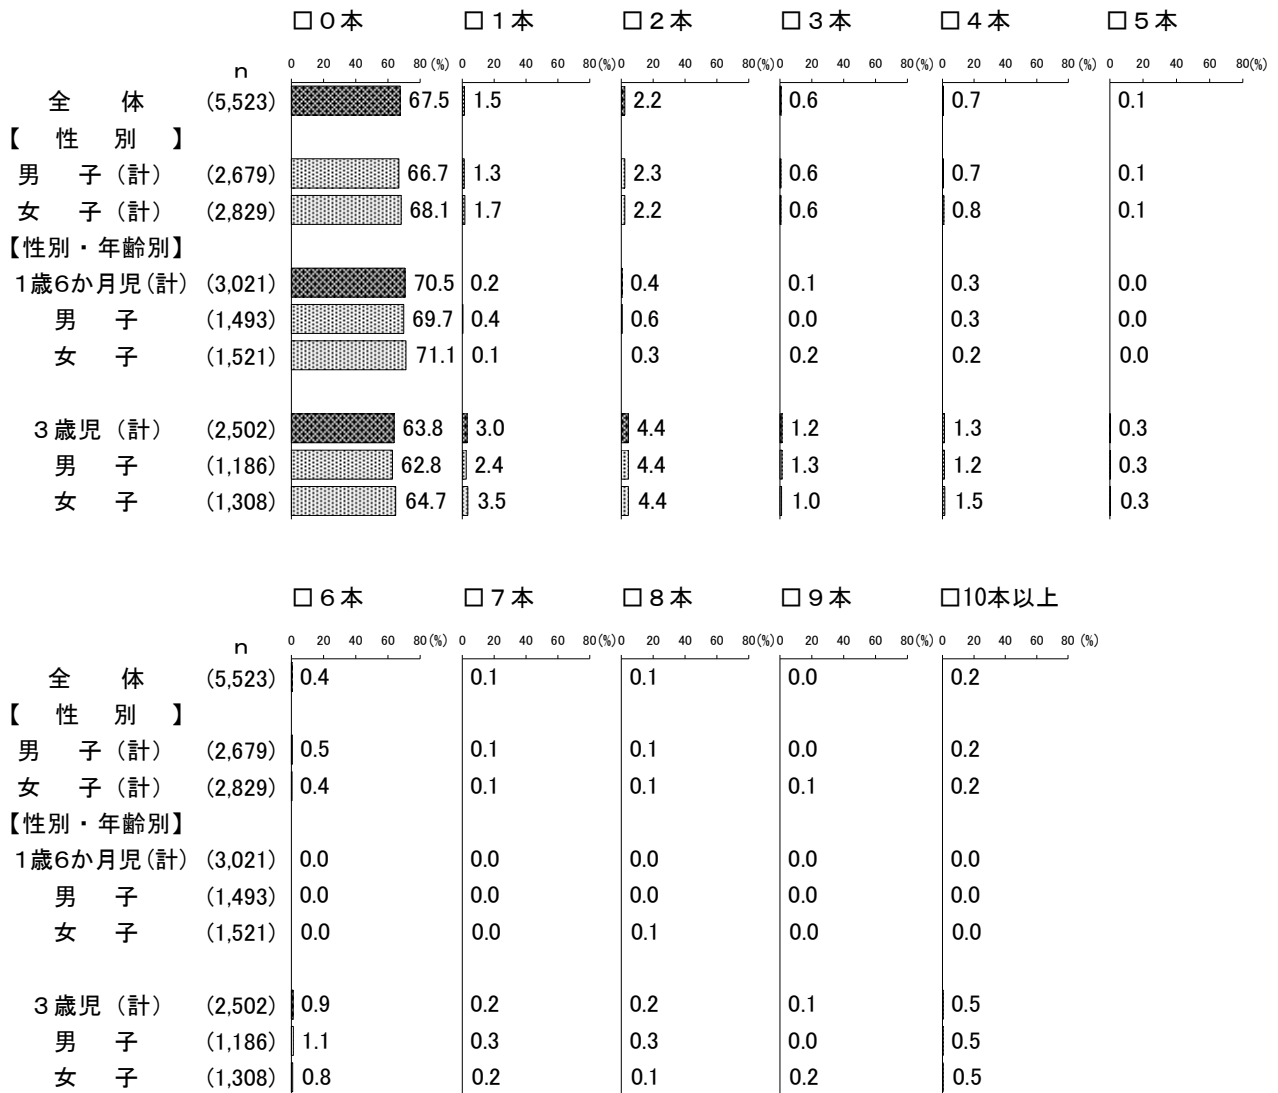 □０本 □１本 □２本 □３本 □４本 □５本
n 0 20 40 60 80(%) 0 20 40 60 80(%) 0 20 40 60 80(%) 0 20 40 60 80(%) 0 20 40 60 80(%) 0 20 40 60 80(%)
全 体 (5,523) 67.5 1.5 2.2 0.6 0.7 0.1
【 性 別 】
男 子（計） (2,679) 66.7 1.3 2.3 0.6 0.7 0.1
女 子（計） (2,829) 68.1 1.7 2.2 0.6 0.8 0.1
【性別・年齢別】
1歳6か月児(計) (3,021) 70.5 0.2 0.4 0.1 0.3 0.0
男 子 (1,493) 69.7 0.4 0.6 0.0 0.3 0.0
女 子 (1,521) 71.1 0.1 0.3 0.2 0.2 0.0
３歳児（計） (2,502) 63.8 3.0 4.4 1.2 1.3 0.3
男 子 (1,186) 62.8 2.4 4.4 1.3 1.2 0.3
女 子 (1,308) 64.7 3.5 4.4 1.0 1.5 0.3
□６本 □７本 □８本 □９本 □10本以上
n 0 20 40 60 80(%) 0 20 40 60 80(%) 0 20 40 60 80(%) 0 20 40 60 80(%) 0 20 40 60 80(%)
全 体 (5,523) 0.4 0.1 0.1 0.0 0.2
【 性 別 】
男 子（計） (2,679) 0.5 0.1 0.1 0.0 0.2
女 子（計） (2,829) 0.4 0.1 0.1 0.1 0.2
【性別・年齢別】
1歳6か月児(計) (3,021) 0.0 0.0 0.0 0.0 0.0
男 子 (1,493) 0.0 0.0 0.0 0.0 0.0
女 子 (1,521) 0.0 0.0 0.1 0.0 0.0
３歳児（計） (2,502) 0.9 0.2 0.2 0.1 0.5
男 子 (1,186) 1.1 0.3 0.3 0.0 0.5
女 子 (1,308) 0.8 0.2 0.1 0.2 0.5